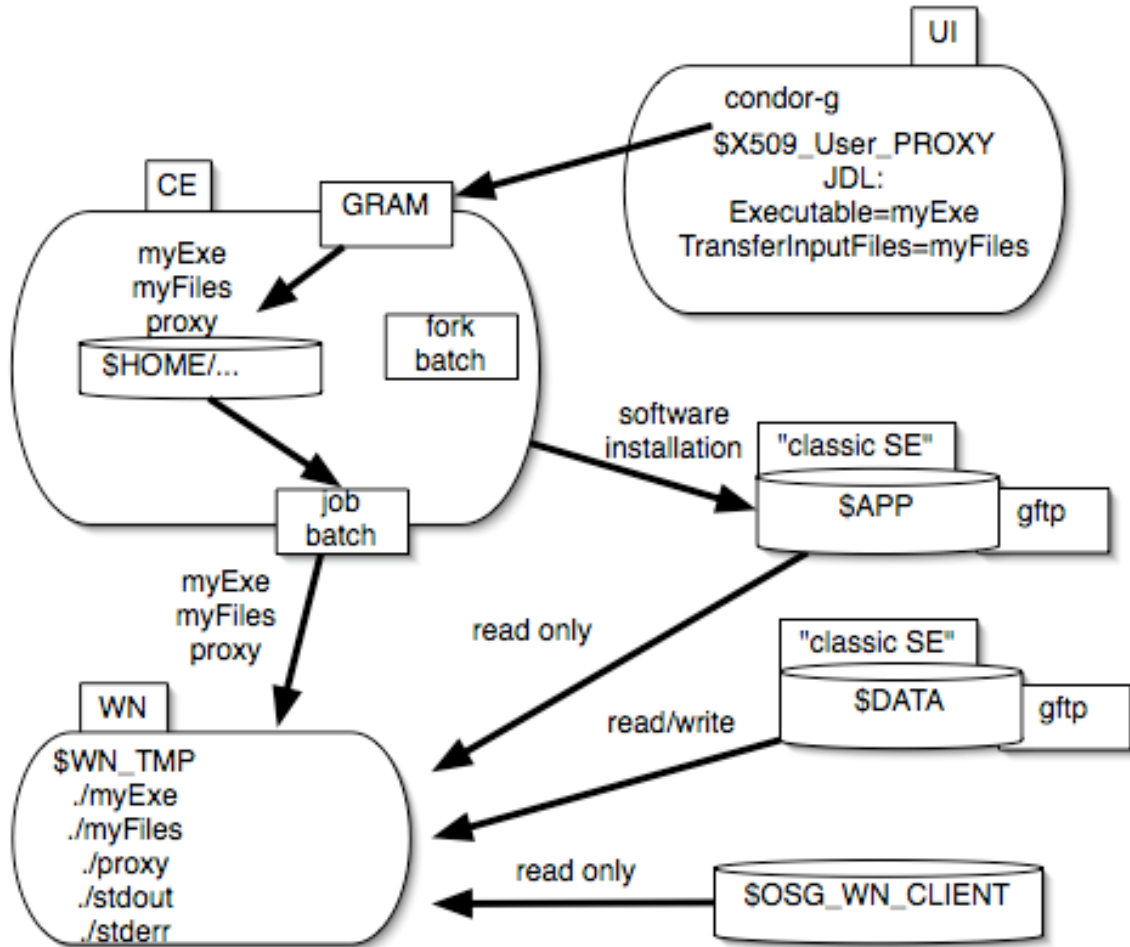 UI
condor-g
$X509_User_PROXY
JDL:
Executable=myExe
TransferInputFiles=myFiles
CE
GRAM
myExe
myFiles
proxy
$HOME/...
fork
batch
job
batch
software
installation
"classic SE"
$APP
gftp
myExe
myFiles
proxy
read only
"classic SE"
$DATA
gftp
read/write
WN
$WN_TMP
./myExe
./myFiles
./proxy
./stdout
./stderr
read only
$OSG_WN_CLIENT